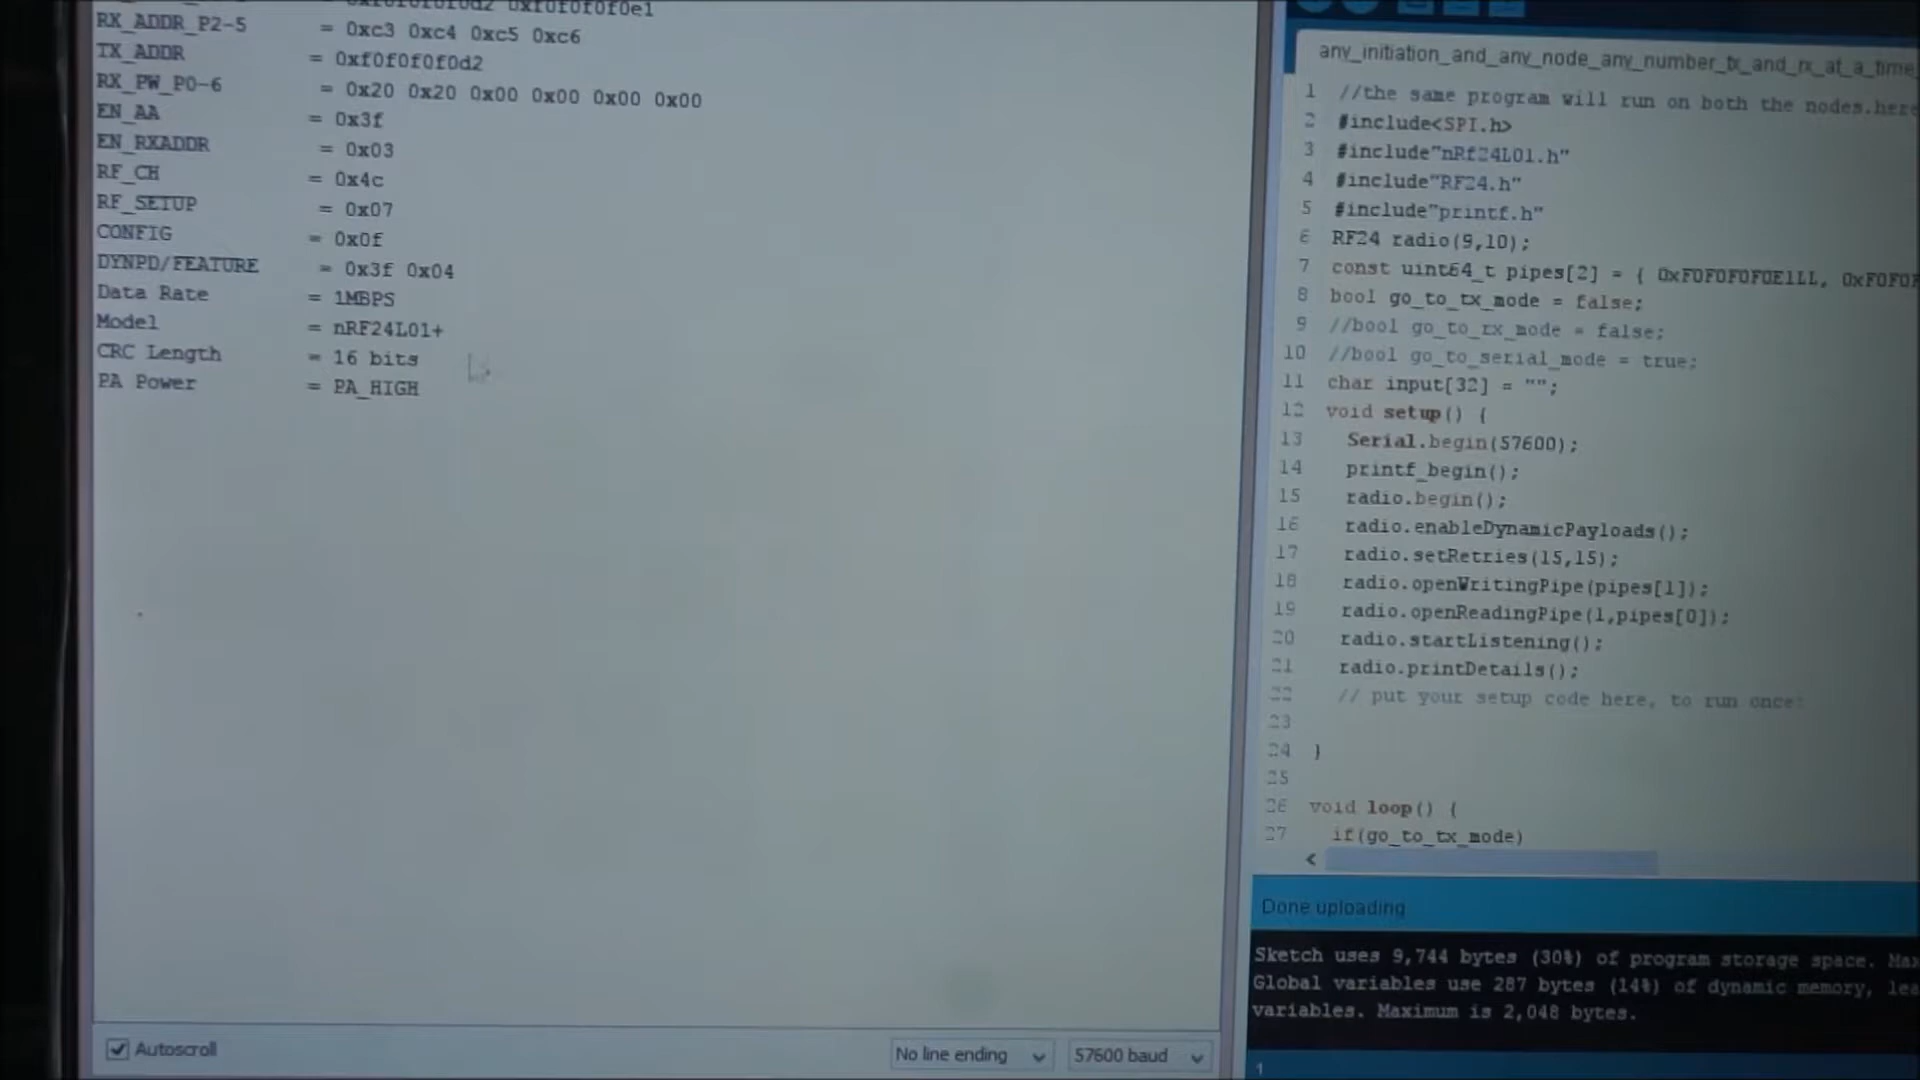 0xf0f0f0f0d2 0xf0f0f0f0e1
RX_ADDR_P2-5 = 0xc3 0xc4 0xc5 0xc6
TX_ADDR = 0xf0f0f0f0d2
RX_PW_P0-6 = 0x20 0x20 0x00 0x00 0x00 0x00
EN_AA = 0x3f
EN_RXADDR = 0x03
RF_CH = 0x4c
RF_SETUP = 0x07
CONFIG = 0x0f
DYNPD/FEATURE = 0x3f 0x04
Data Rate = 1MBPS
Model = nRF24L01+
CRC Length = 16 bits
PA Power = PA_HIGH
Autoscroll
No line ending
57600 baud
any_initiation_and_any_node_any_number_tx_and_rx_at_a_time_
1 //the same program will run on both the nodes.here
2 #include<SPI.h>
3 #include"nRf24L01.h"
4 #include"RF24.h"
5 #include"printf.h"
6 RF24 radio(9,10);
7 const uint64_t pipes[2] = { 0xF0F0F0F0E1LL, 0xF0F0F
8 bool go_to_tx_mode = false;
9 //bool go_to_rx_mode = false;
10 //bool go_to_serial_mode = true;
11 char input[32] = "";
12 void setup() {
13 Serial.begin(57600);
14 printf_begin();
15 radio.begin();
16 radio.enableDynamicPayloads();
17 radio.setRetries(15,15);
18 radio.openWritingPipe(pipes[1]);
19 radio.openReadingPipe(1,pipes[0]);
20 radio.startListening();
21 radio.printDetails();
22 // put your setup code here, to run once:
23
24 }
25
26 void loop() {
27 if(go_to_tx_mode)
Done uploading
Sketch uses 9,744 bytes (30%) of program storage space. Max
Global variables use 287 bytes (14%) of dynamic memory, lea
variables. Maximum is 2,048 bytes.
1